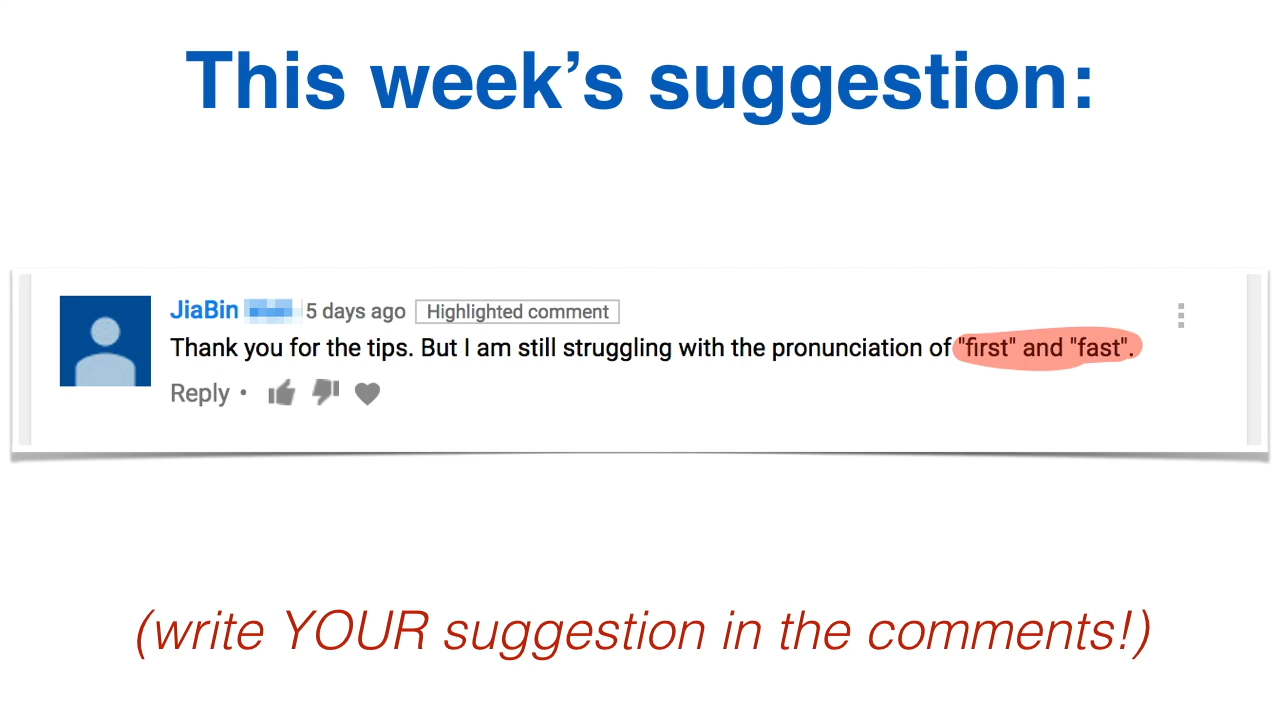 This week’s suggestion:
JiaBin 5 days ago Highlighted comment
Thank you for the tips. But I am still struggling with the pronunciation of "first" and "fast".
Reply •
(write YOUR suggestion in the comments!)